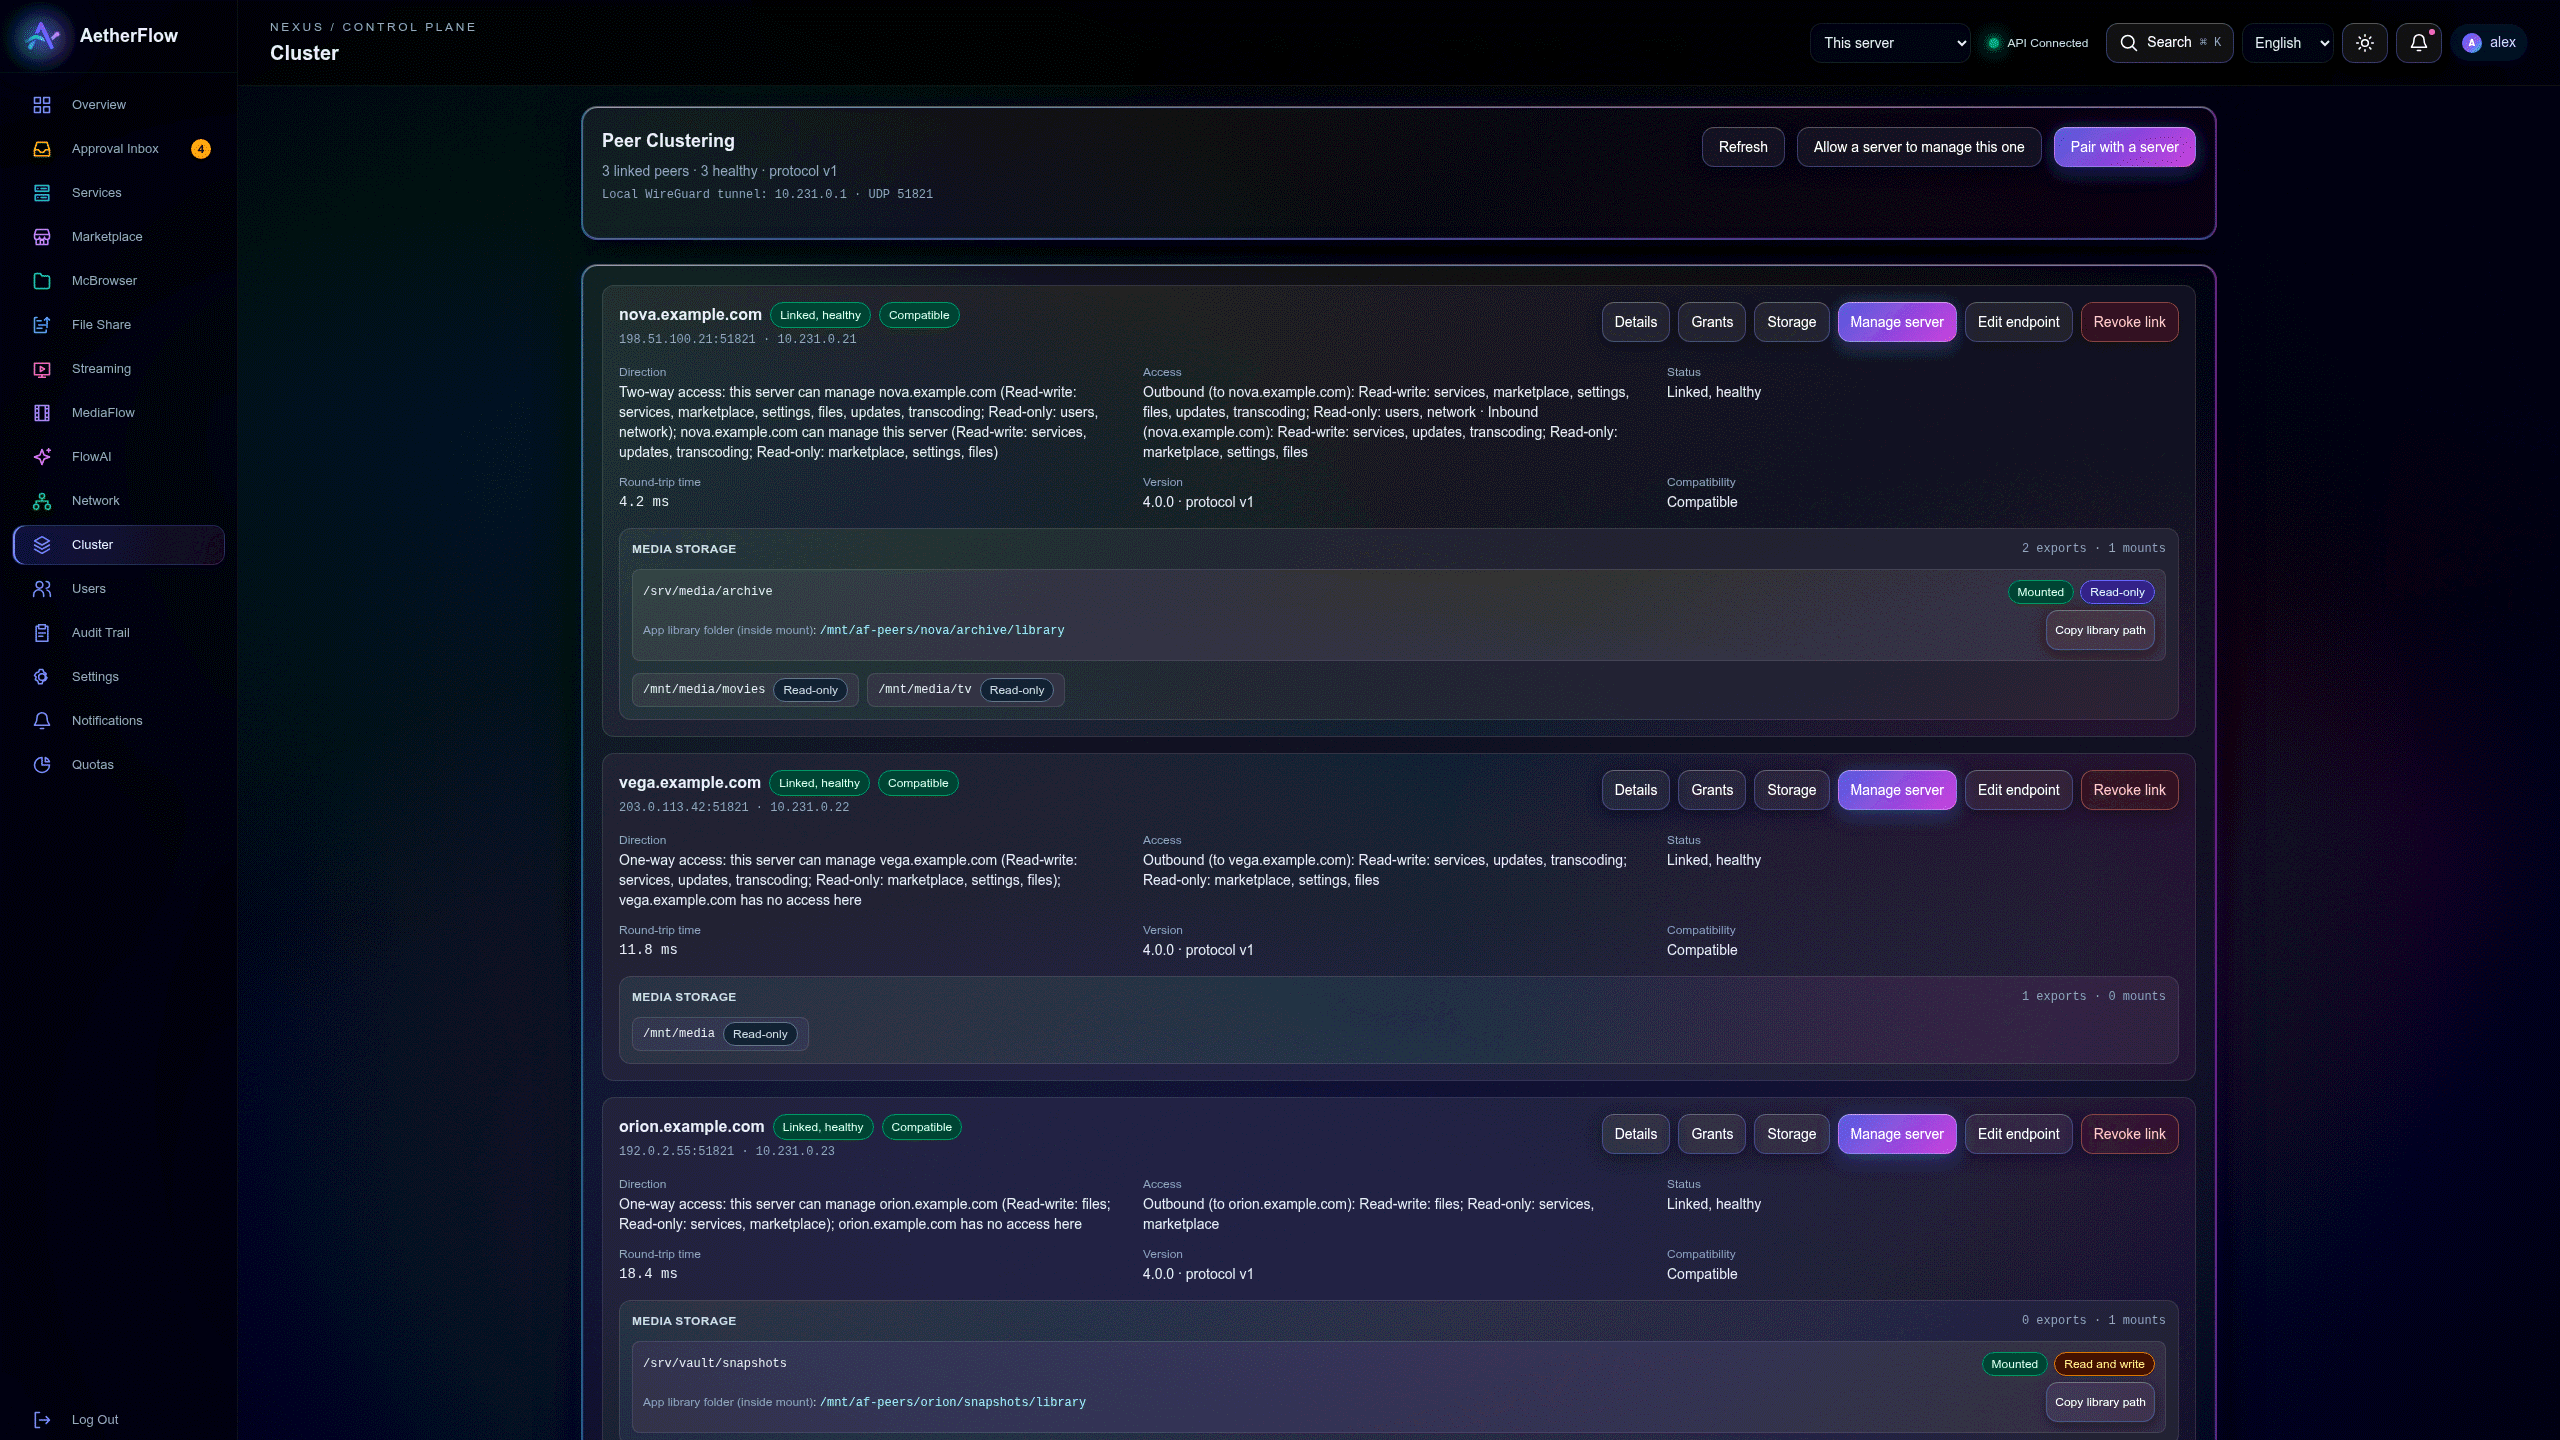 AetherFlow
Overview
Approval Inbox 4
Services
Marketplace
McBrowser
File Share
Streaming
MediaFlow
FlowAI
Network
Cluster
Users
Audit Trail
Settings
Notifications
Quotas
Log Out
NEXUS / CONTROL PLANE
Cluster
This server
API Connected
Search ⌘ K
English
A alex
Peer Clustering
3 linked peers · 3 healthy · protocol v1
Local WireGuard tunnel: 10.231.0.1 · UDP 51821
Refresh
Allow a server to manage this one
Pair with a server
nova.example.com Linked, healthy Compatible
198.51.100.21:51821 · 10.231.0.21
Details Grants Storage Manage server Edit endpoint Revoke link
Direction
Two-way access: this server can manage nova.example.com (Read-write:
services, marketplace, settings, files, updates, transcoding; Read-only: users,
network); nova.example.com can manage this server (Read-write: services,
updates, transcoding; Read-only: marketplace, settings, files)
Access
Outbound (to nova.example.com): Read-write: services, marketplace, settings,
files, updates, transcoding; Read-only: users, network · Inbound
(nova.example.com): Read-write: services, updates, transcoding; Read-only:
marketplace, settings, files
Status
Linked, healthy
Round-trip time
4.2 ms
Version
4.0.0 · protocol v1
Compatibility
Compatible
MEDIA STORAGE 2 exports · 1 mounts
/srv/media/archive Mounted Read-only
App library folder (inside mount): /mnt/af-peers/nova/archive/library Copy library path
/mnt/media/movies Read-only /mnt/media/tv Read-only
vega.example.com Linked, healthy Compatible
203.0.113.42:51821 · 10.231.0.22
Details Grants Storage Manage server Edit endpoint Revoke link
Direction
One-way access: this server can manage vega.example.com (Read-write:
services, updates, transcoding; Read-only: marketplace, settings, files);
vega.example.com has no access here
Access
Outbound (to vega.example.com): Read-write: services, updates, transcoding;
Read-only: marketplace, settings, files
Status
Linked, healthy
Round-trip time
11.8 ms
Version
4.0.0 · protocol v1
Compatibility
Compatible
MEDIA STORAGE 1 exports · 0 mounts
/mnt/media Read-only
orion.example.com Linked, healthy Compatible
192.0.2.55:51821 · 10.231.0.23
Details Grants Storage Manage server Edit endpoint Revoke link
Direction
One-way access: this server can manage orion.example.com (Read-write: files;
Read-only: services, marketplace); orion.example.com has no access here
Access
Outbound (to orion.example.com): Read-write: files; Read-only: services,
marketplace
Status
Linked, healthy
Round-trip time
18.4 ms
Version
4.0.0 · protocol v1
Compatibility
Compatible
MEDIA STORAGE 0 exports · 1 mounts
/srv/vault/snapshots Mounted Read and write
App library folder (inside mount): /mnt/af-peers/orion/snapshots/library Copy library path